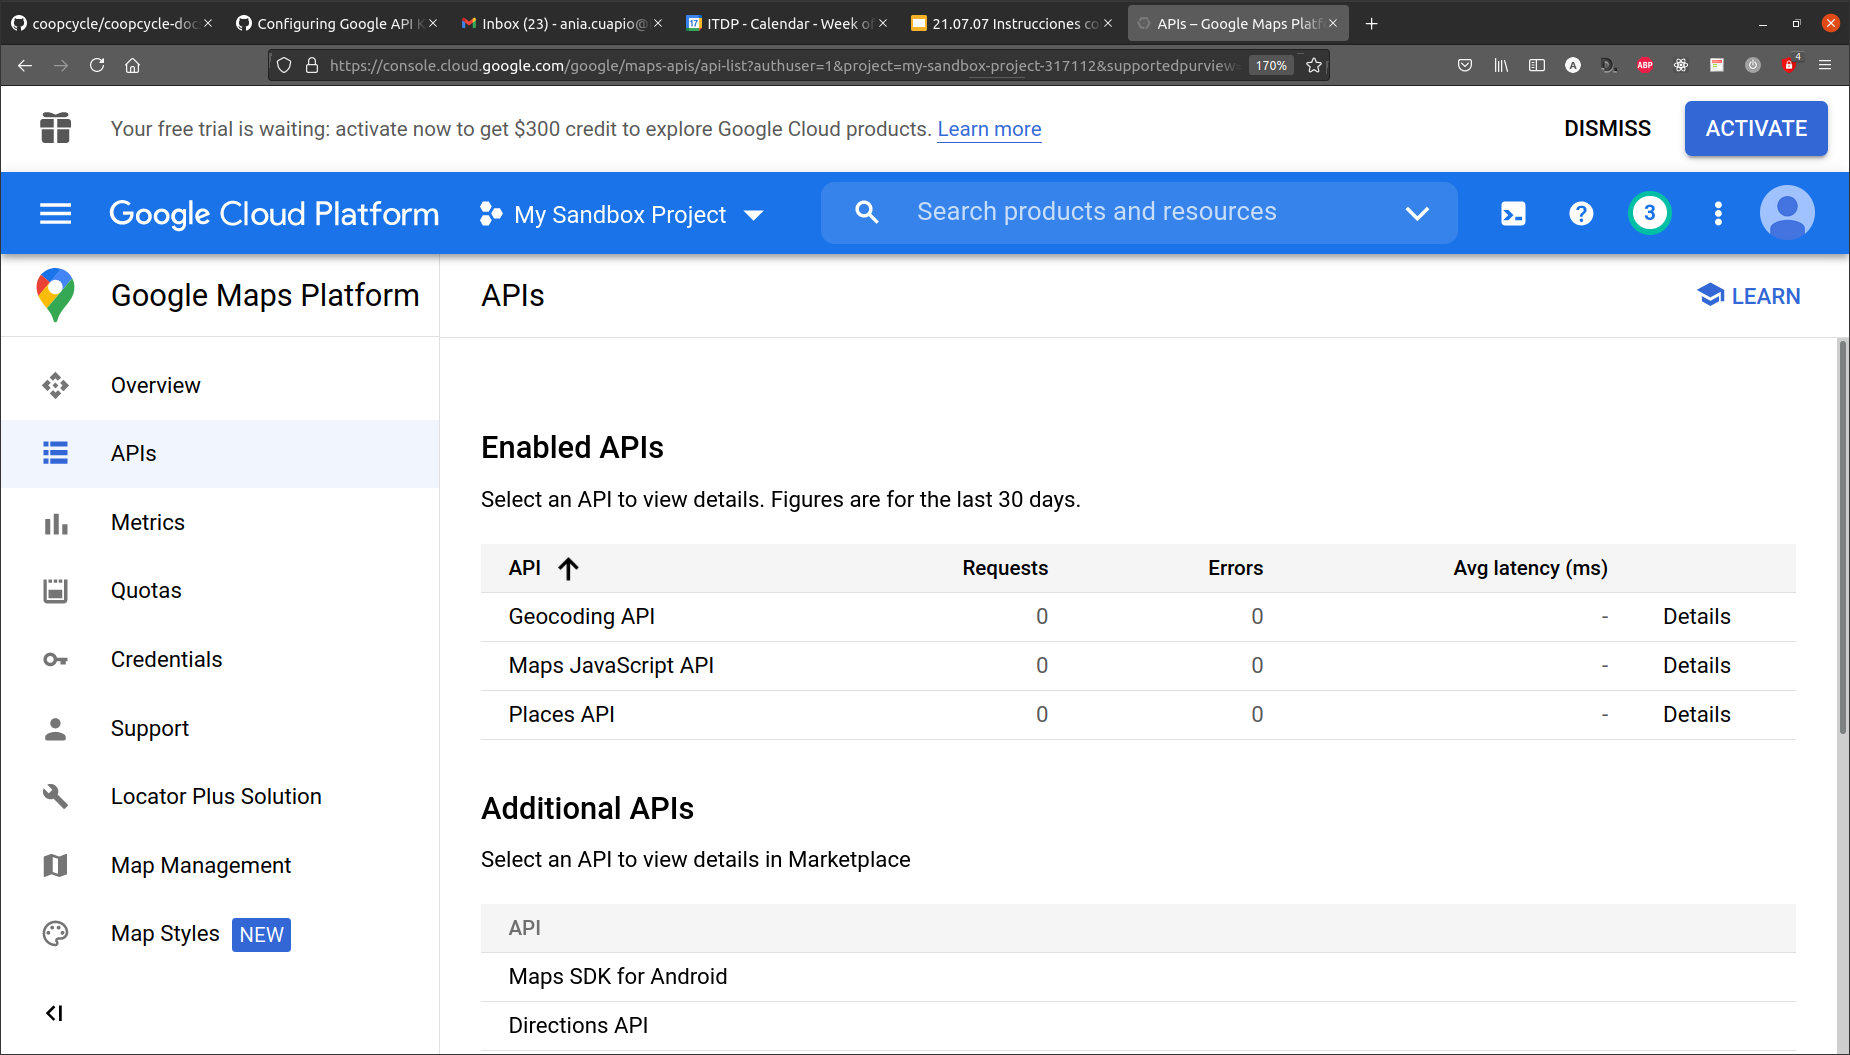 coopcycle/coopcycle-doc
Configuring Google API K
Inbox (23) - ania.cuapio@
ITDP - Calendar - Week of
21.07.07 Instrucciones co
APIs – Google Maps Platf
https://console.cloud.google.com/google/maps-apis/api-list?authuser=1&project=my-sandbox-project-317112&supportedpurview
170%
ABP
4
Your free trial is waiting: activate now to get $300 credit to explore Google Cloud products. Learn more
DISMISS
ACTIVATE
Google Cloud Platform
My Sandbox Project
Search products and resources
3
Google Maps Platform
APIs
LEARN
Overview
APIs
Metrics
Quotas
Credentials
Support
Locator Plus Solution
Map Management
Map Styles NEW
Enabled APIs
Select an API to view details. Figures are for the last 30 days.
API Requests Errors Avg latency (ms)
Geocoding API 0 0 - Details
Maps JavaScript API 0 0 - Details
Places API 0 0 - Details
Additional APIs
Select an API to view details in Marketplace
API
Maps SDK for Android
Directions API